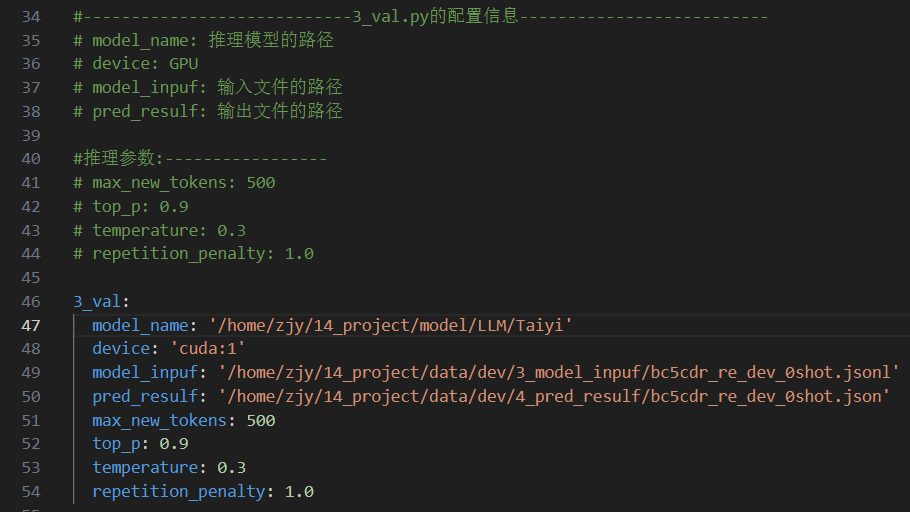 34 #----------------------------3_val.py的配置信息--------------------------
35 # model_name: 推理模型的路径
36 # device: GPU
37 # model_inpuf: 输入文件的路径
38 # pred_resulf: 输出文件的路径
39
40 #推理参数:-----------------
41 # max_new_tokens: 500
42 # top_p: 0.9
43 # temperature: 0.3
44 # repetition_penalty: 1.0
45
46 3_val:
47 model_name: '/home/zjy/14_project/model/LLM/Taiyi'
48 device: 'cuda:1'
49 model_inpuf: '/home/zjy/14_project/data/dev/3_model_inpuf/bc5cdr_re_dev_0shot.jsonl'
50 pred_resulf: '/home/zjy/14_project/data/dev/4_pred_resulf/bc5cdr_re_dev_0shot.json'
51 max_new_tokens: 500
52 top_p: 0.9
53 temperature: 0.3
54 repetition_penalty: 1.0